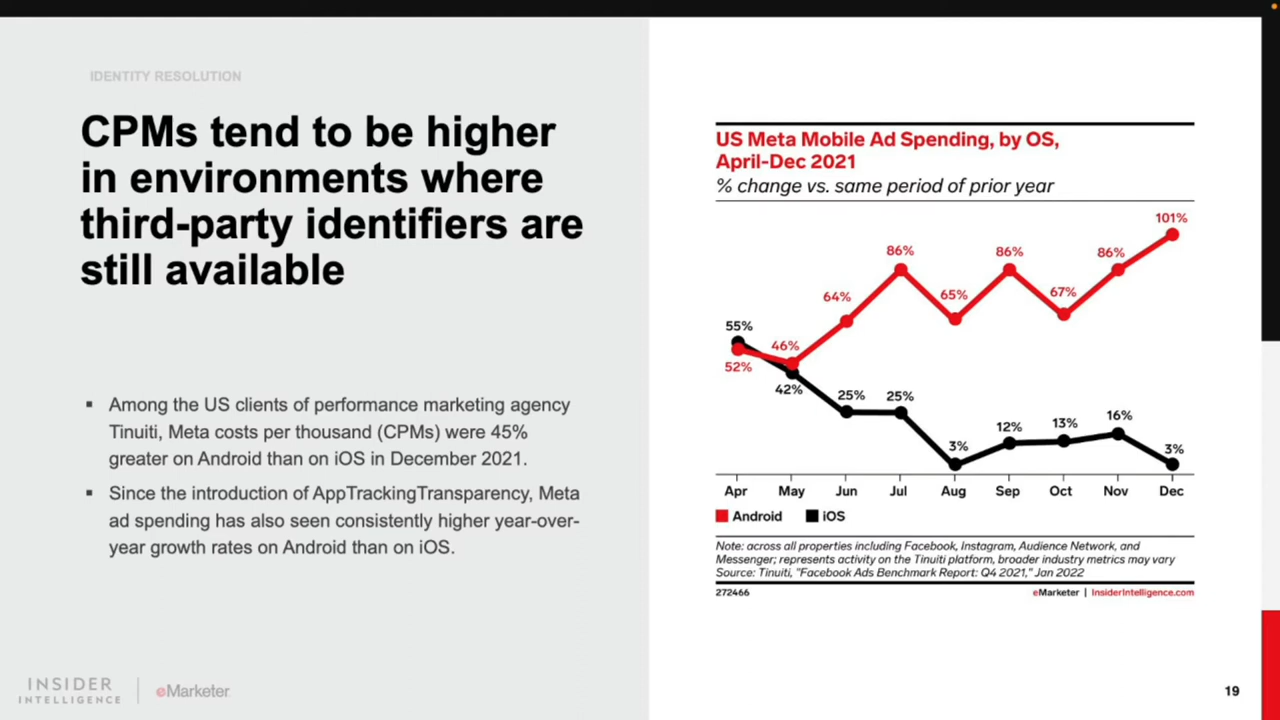 IDENTITY RESOLUTION
CPMs tend to be higher
in environments where
third-party identifiers are
still available
▪ Among the US clients of performance marketing agency
Tinuiti, Meta costs per thousand (CPMs) were 45%
greater on Android than on iOS in December 2021.
▪ Since the introduction of AppTrackingTransparency, Meta
ad spending has also seen consistently higher year-over-
year growth rates on Android than on iOS.
INSIDER
INTELLIGENCE
eMarketer
US Meta Mobile Ad Spending, by OS,
April-Dec 2021
% change vs. same period of prior year
101%
86% 86% 86%
64% 65% 67%
55%
46%
52%
42%
25% 25%
3% 12% 13% 16% 3%
Apr May Jun Jul Aug Sep Oct Nov Dec
Android iOS
Note: across all properties including Facebook, Instagram, Audience Network, and
Messenger; represents activity on the Tinuiti platform, broader industry metrics may vary
Source: Tinuiti, "Facebook Ads Benchmark Report: Q4 2021," Jan 2022
272466 eMarketer | InsiderIntelligence.com
19